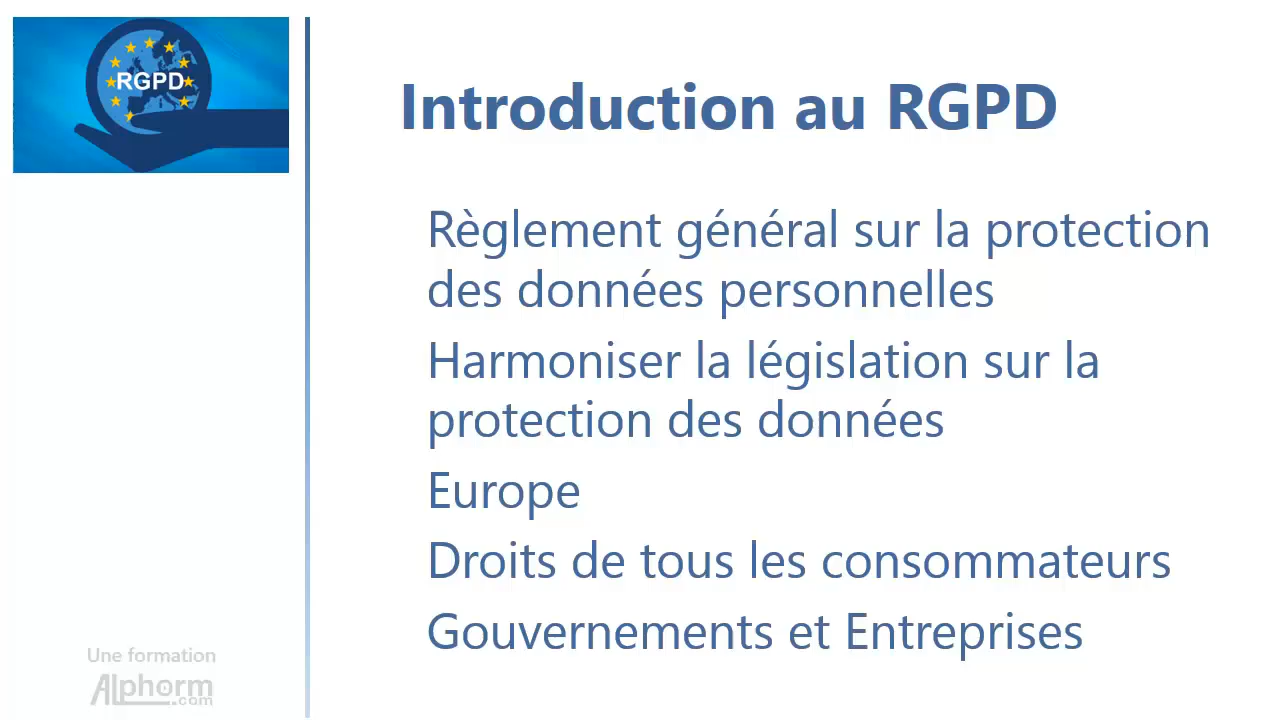 RGPD
Introduction au RGPD
Règlement général sur la protection
des données personnelles
Harmoniser la législation sur la
protection des données
Europe
Droits de tous les consommateurs
Gouvernements et Entreprises
Une formation
Alphorm
.com